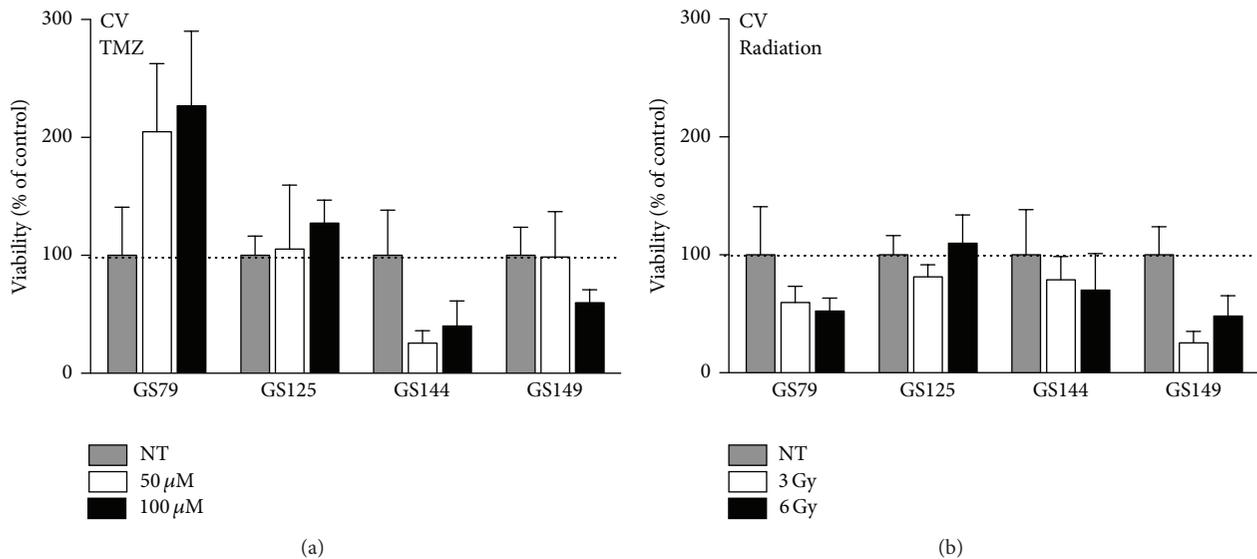 CV
TMZ
Viability (% of control)
300
200
100
0
GS79
GS125
GS144
GS149
NT
50 μM
100 μM
(a)
CV
Radiation
Viability (% of control)
300
200
100
0
GS79
GS125
GS144
GS149
NT
3 Gy
6 Gy
(b)